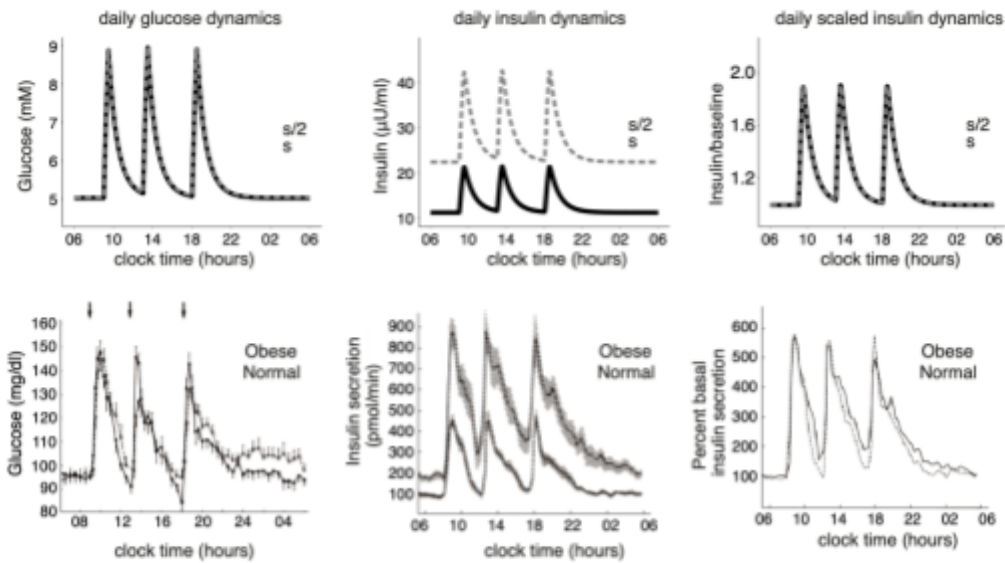 daily glucose dynamics
9
8
7
6
5
Glucose (mM)
s/2
s
06 10 14 18 22 02 06
clock time (hours)
daily insulin dynamics
40
30
20
10
Insulin (µU/ml)
s/2
s
06 10 14 18 22 02 06
clock time (hours)
daily scaled insulin dynamics
2.0
1.6
1.2
Insulin/baseline
s/2
s
06 10 14 18 22 02 06
clock time (hours)
160
150
140
130
120
110
100
90
80
Glucose (mg/dl)
Obese
Normal
08 12 16 20 24 04
clock time (hours)
900
800
700
600
500
400
300
200
100
Insulin secretion
(pmol/min)
Obese
Normal
06 10 14 18 22 02 06
clock time (hours)
600
500
400
300
200
100
Percent basal
insulin secretion
Obese
Normal
06 10 14 18 22 02 06
clock time (hours)